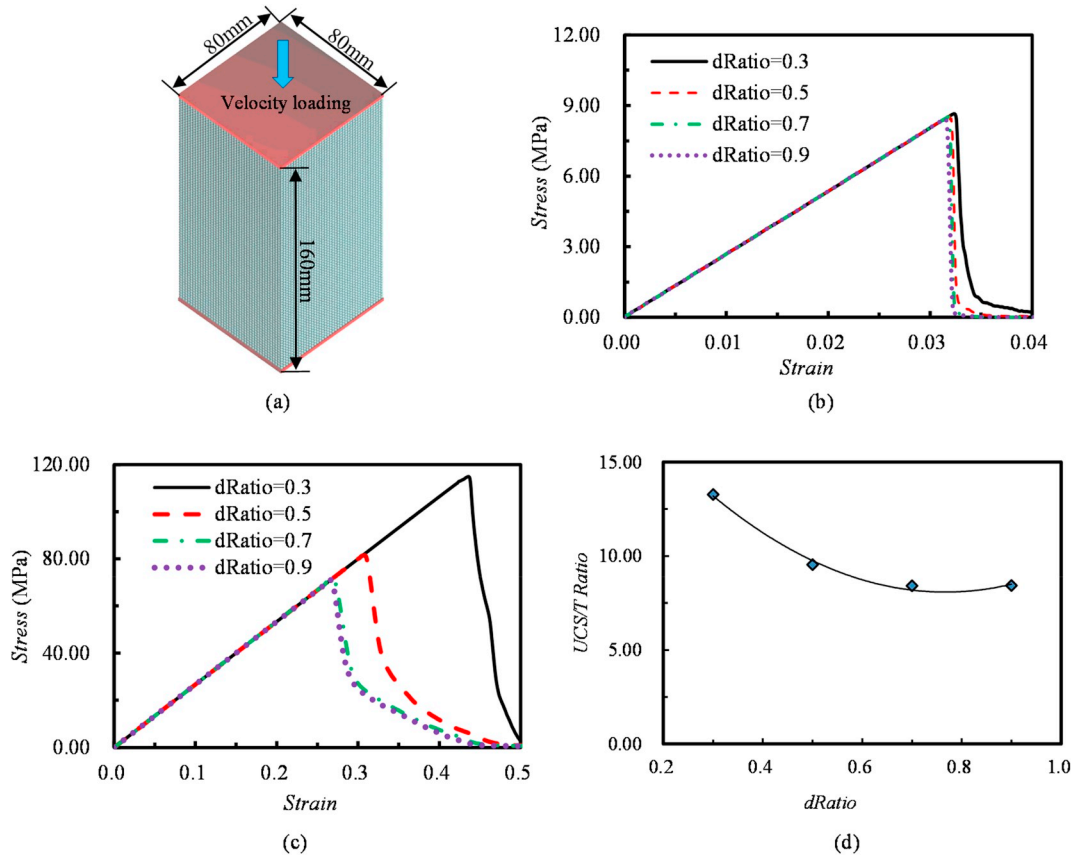 80mm
80mm
Velocity loading
160mm
(a)
12.00
9.00
6.00
3.00
0.00
Stress (MPa)
dRatio=0.3
dRatio=0.5
dRatio=0.7
dRatio=0.9
0.00
0.01
0.02
0.03
0.04
Strain
(b)
120.00
80.00
40.00
0.00
Stress (MPa)
dRatio=0.3
dRatio=0.5
dRatio=0.7
dRatio=0.9
0.0
0.1
0.2
0.3
0.4
0.5
Strain
(c)
15.00
10.00
5.00
0.00
UCS/T Ratio
0.2
0.4
0.6
0.8
1.0
dRatio
(d)